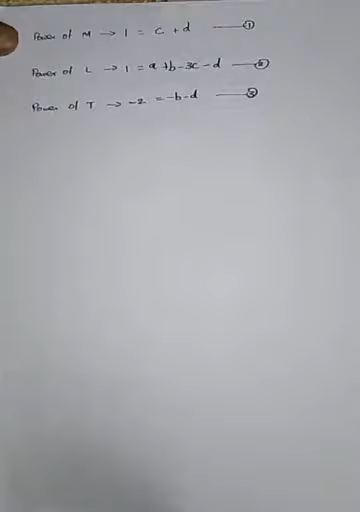 Power of M → 1 = c + d —— ①
Power of L → 1 = a + b - 3c - d —— ②
Power of T → -2 = -b - d —— ③